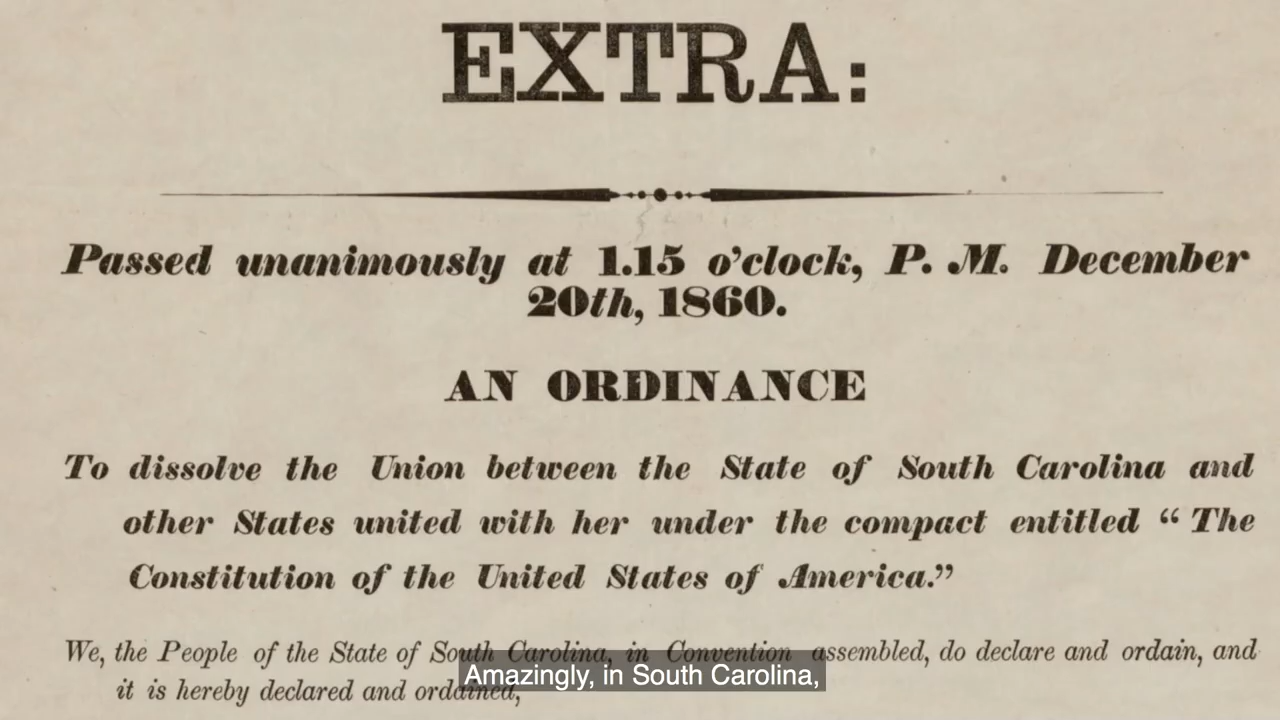 EXTRA:
Passed unanimously at 1.15 o'clock, P. M. December
20th, 1860.
AN ORDINANCE
To dissolve the Union between the State of South Carolina and
other States united with her under the compact entitled “ The
Constitution of the United States of America.”
We, the People of the State of South Carolina, in Convention assembled, do declare and ordain, and
it is hereby declared and ordained,
Amazingly, in South Carolina,